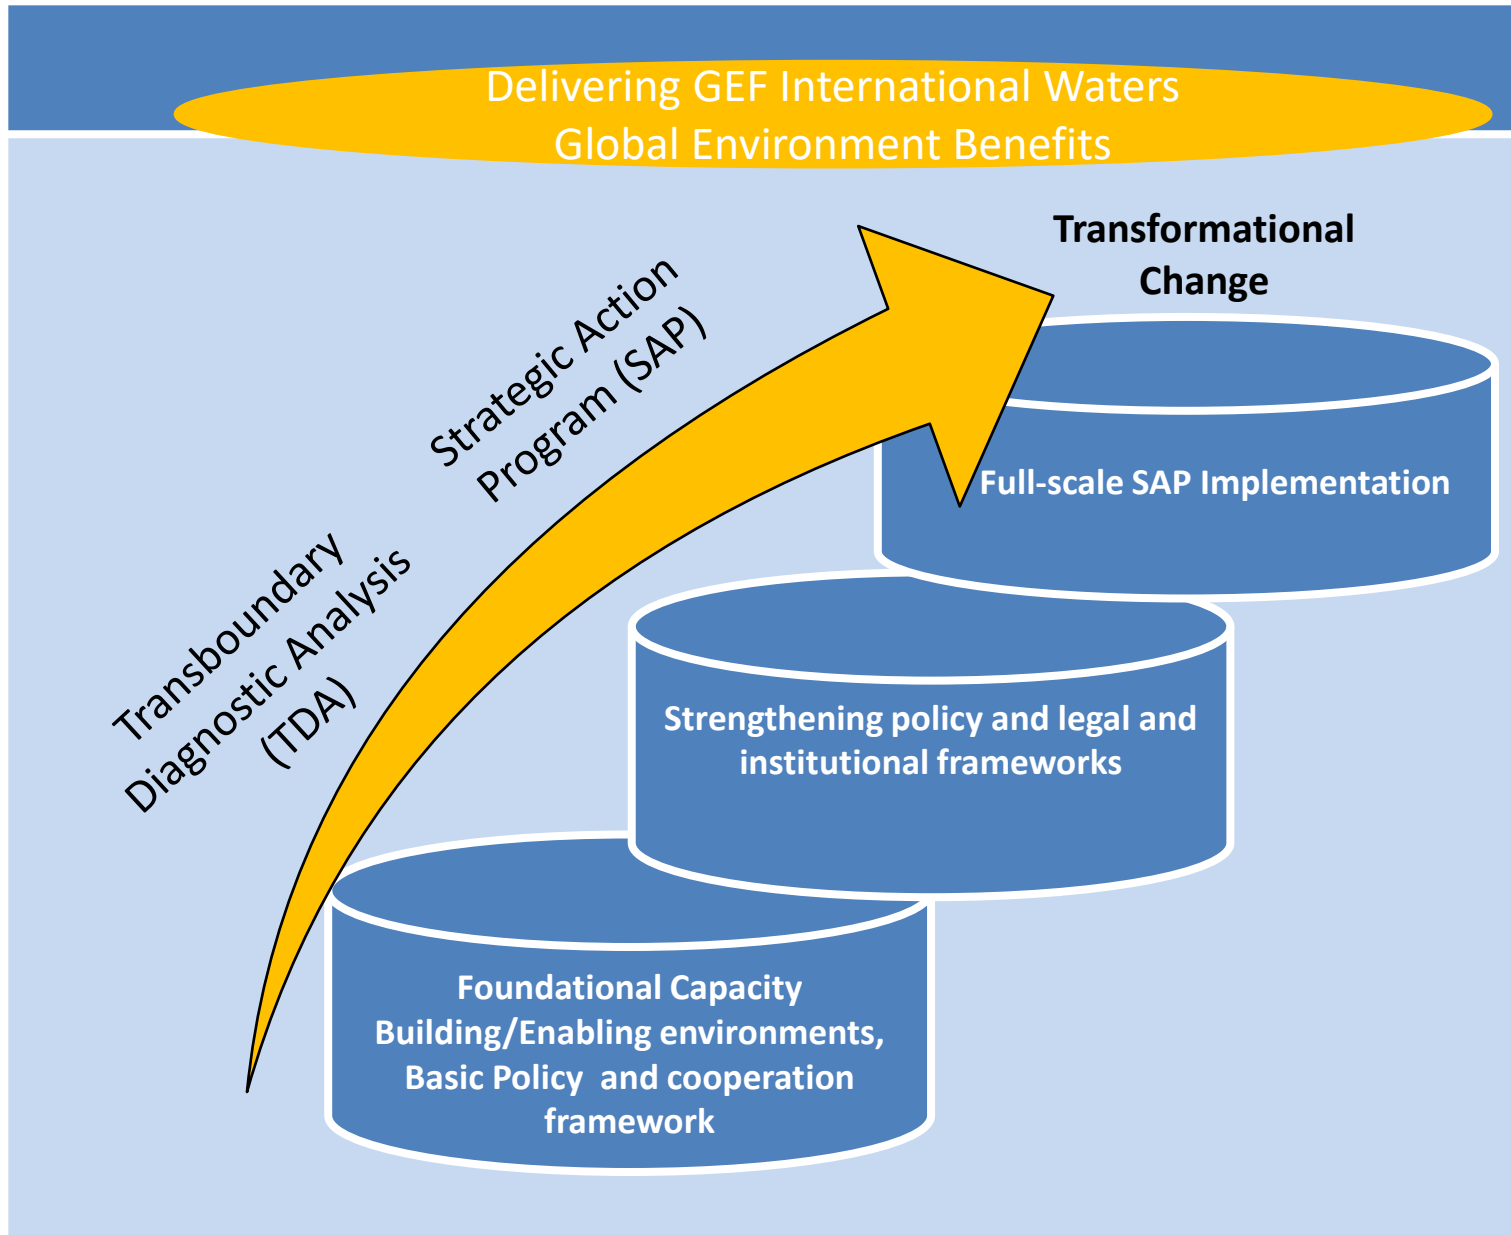 Delivering GEF International Waters
Global Environment Benefits
Transformational
Change
Strategic Action
Program (SAP)
Full-scale SAP Implementation
Transboundary
Diagnostic Analysis
(TDA)
Strengthening policy and legal and
institutional frameworks
Foundational Capacity
Building/Enabling environments,
Basic Policy  and cooperation
framework